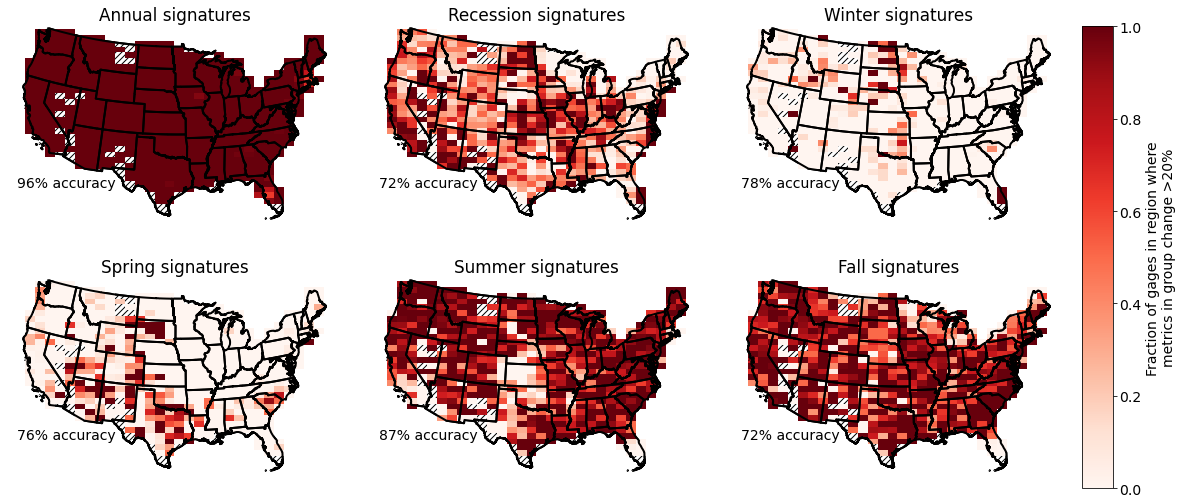 Annual signatures
Recession signatures
Winter signatures
96% accuracy
72% accuracy
78% accuracy
Spring signatures
Summer signatures
Fall signatures
76% accuracy
87% accuracy
72% accuracy
1.0
0.8
0.6
0.4
0.2
0.0
Fraction of gages in region where
metrics in group change >20%